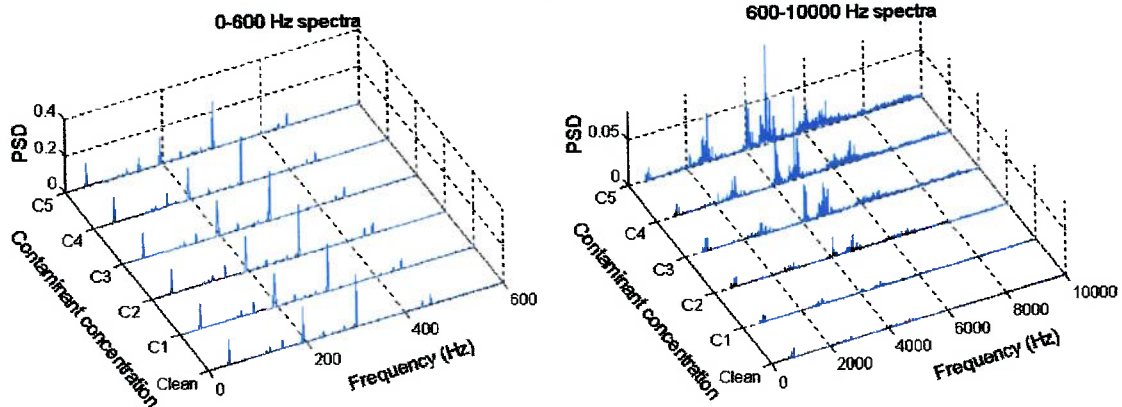 0-600 Hz spectra
PSD
0.4
0.2
0
C5
C4
C3
C2
C1
Clean
Contaminant concentration
0
200
400
600
Frequency (Hz)
600-10000 Hz spectra
PSD
0.05
0
C5
C4
C3
C2
C1
Clean
Contaminant concentration
0
2000
4000
6000
8000
10000
Frequency (Hz)